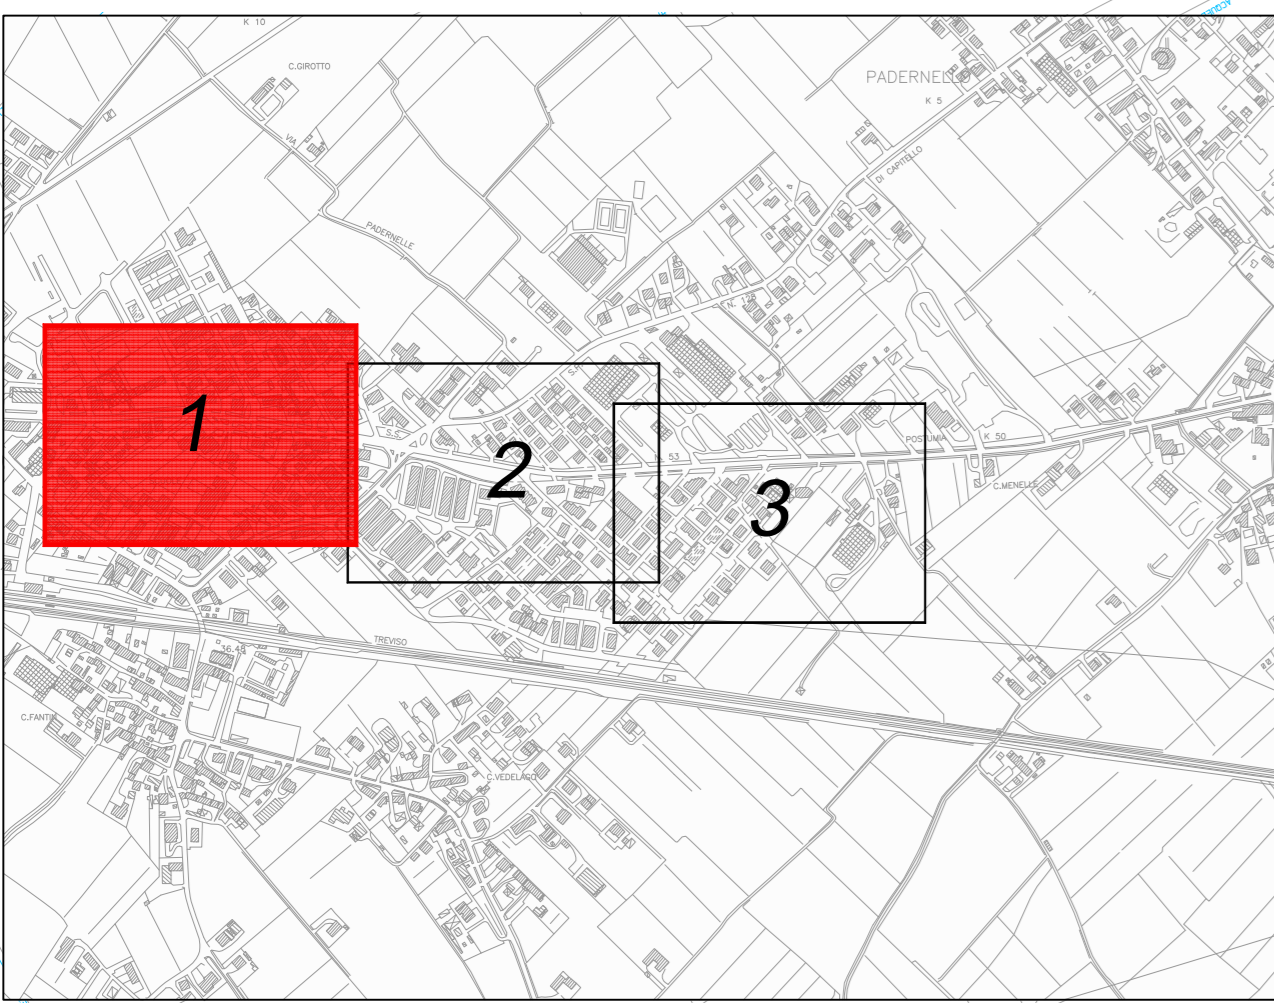 K 10
C.GIROTTO
PADERNELLO
K 5
VIA
DI CAPITELLO
PADERNELLE
N. 128
1
S.S.
2
N. 53
POSTUMIA
K 50
3
C.MENELLE
TREVISO
36.48
C.FANTIN
C.VEDELAGO